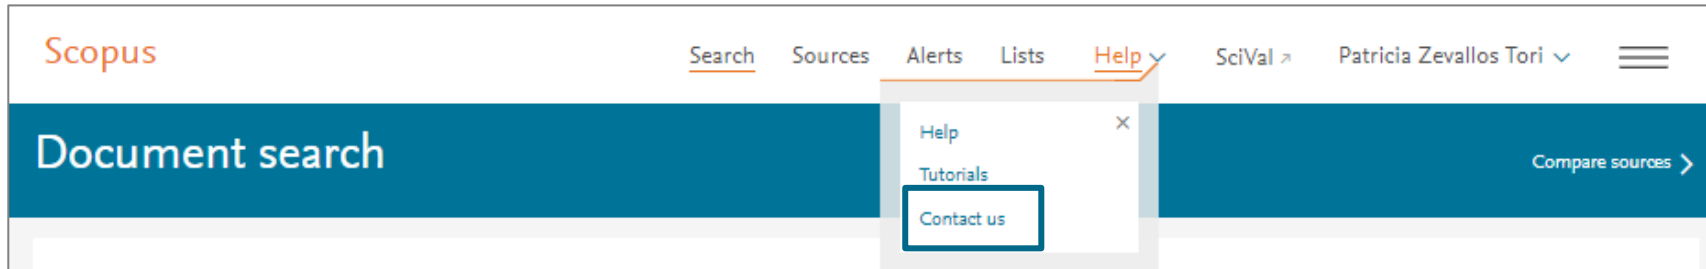 Scopus
Search Sources Alerts Lists Help SciVal Patricia Zevallos Tori
Document search
Help
Tutorials
Contact us
Compare sources